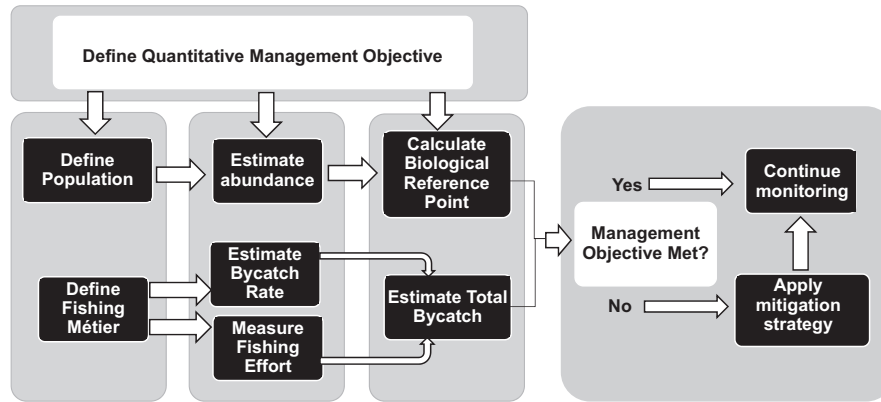 Define Quantitative Management Objective
Define
Population
Estimate
abundance
Calculate
Biological
Reference
Point
Define
Fishing
Métier
Estimate
Bycatch
Rate
Measure
Fishing
Effort
Estimate Total
Bycatch
Yes
Management
Objective Met?
No
Continue
monitoring
Apply
mitigation
strategy